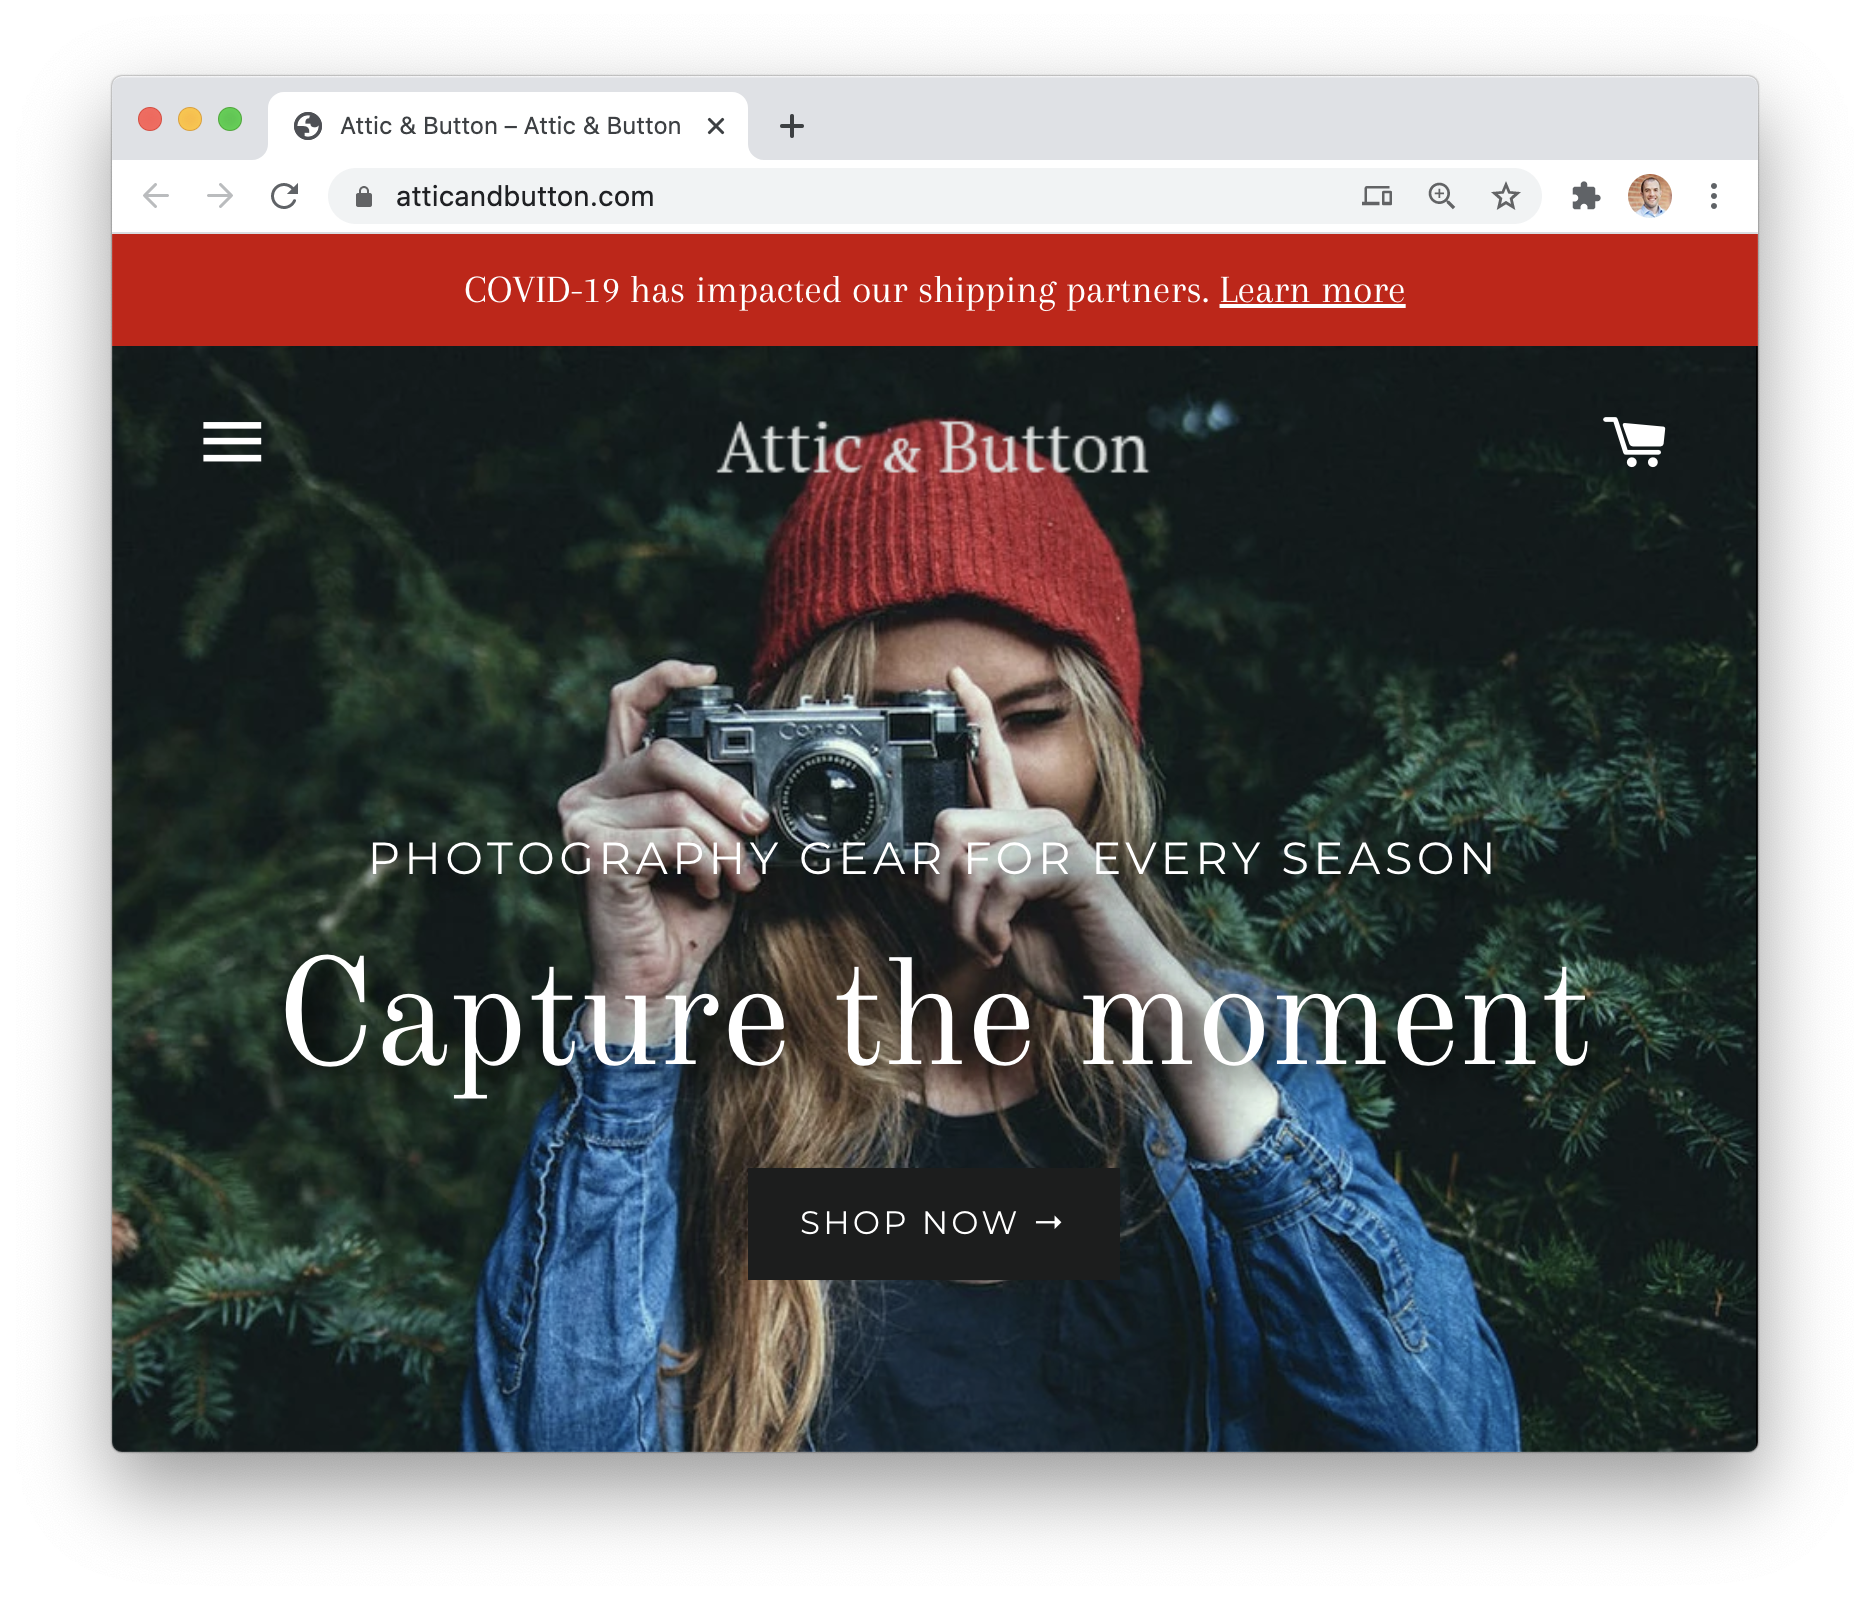 Attic & Button – Attic & Button
atticandbutton.com
COVID-19 has impacted our shipping partners. Learn more
Attic & Button
Contax
PHOTOGRAPHY GEAR FOR EVERY SEASON
Capture the moment
SHOP NOW →